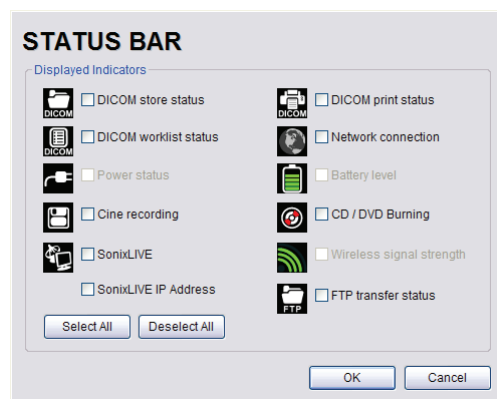 STATUS BAR
Displayed Indicators
DICOM DICOM store status
DICOM DICOM print status
DICOM DICOM worklist status
Network connection
Power status
Battery level
Cine recording
CD / DVD Burning
SonixLIVE
Wireless signal strength
SonixLIVE IP Address
FTP FTP transfer status
Select All Deselect All
OK Cancel